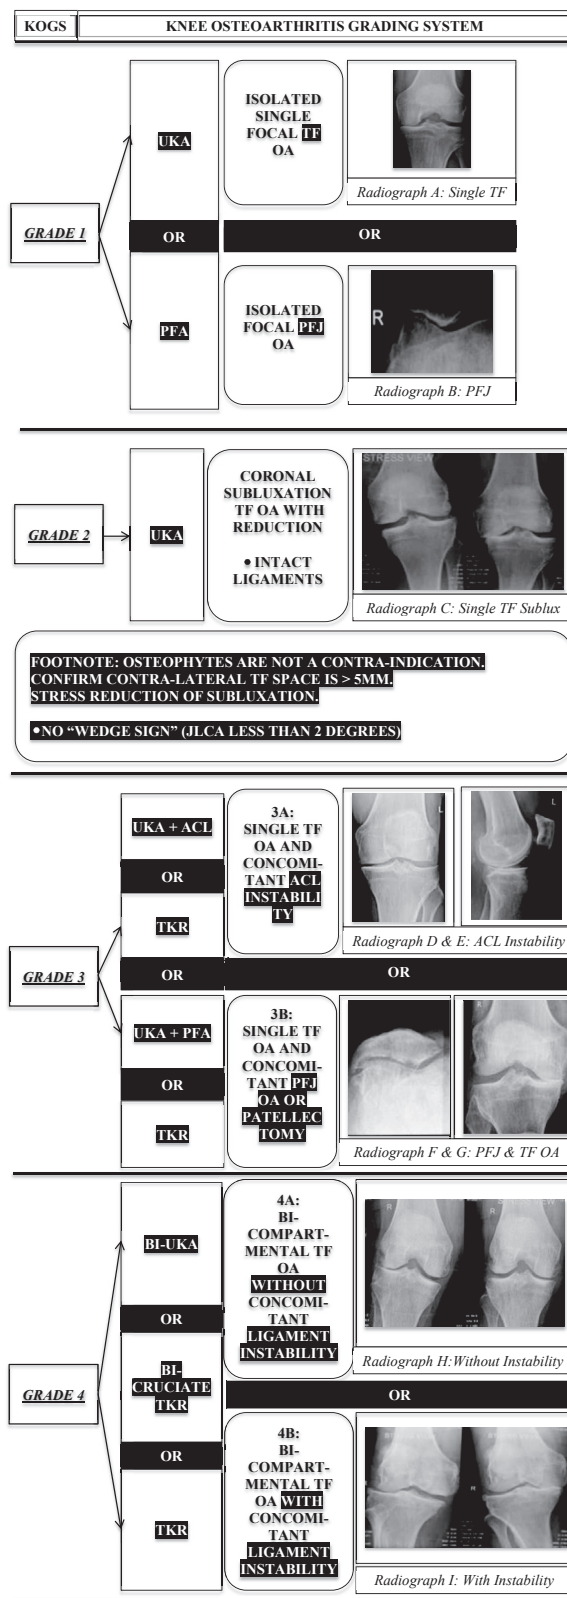 KOGS
KNEE OSTEOARTHRITIS GRADING SYSTEM
GRADE 1
UKA
ISOLATED
SINGLE
FOCAL TF
OA
Radiograph A: Single TF
OR
OR
PFA
ISOLATED
FOCAL PFJ
OA
R
Radiograph B: PFJ
GRADE 2
UKA
CORONAL
SUBLUXATION
TF OA WITH
REDUCTION
• INTACT
LIGAMENTS
STRESS VIEW
Radiograph C: Single TF Sublux
FOOTNOTE: OSTEOPHYTES ARE NOT A CONTRA-INDICATION.
CONFIRM CONTRA-LATERAL TF SPACE IS > 5MM.
STRESS REDUCTION OF SUBLUXATION.
•NO “WEDGE SIGN” (JLCA LESS THAN 2 DEGREES)
GRADE 3
UKA + ACL
OR
TKR
3A:
SINGLE TF
OA AND
CONCOMI-
TANT ACL
INSTABILI
TY
L
L
Radiograph D & E: ACL Instability
OR
OR
UKA + PFA
OR
TKR
3B:
SINGLE TF
OA AND
CONCOMI-
TANT PFJ
OA OR
PATELLEC
TOMY
R
Radiograph F & G: PFJ & TF OA
GRADE 4
BI-UKA
OR
BI-
CRUCIATE
TKR
OR
TKR
4A:
BI-
COMPART-
MENTAL TF
OA
WITHOUT
CONCOMI-
TANT
LIGAMENT
INSTABILITY
R
R
Radiograph H:Without Instability
OR
4B:
BI-
COMPART-
MENTAL TF
OA WITH
CONCOMI-
TANT
LIGAMENT
INSTABILITY
R
Radiograph I: With Instability